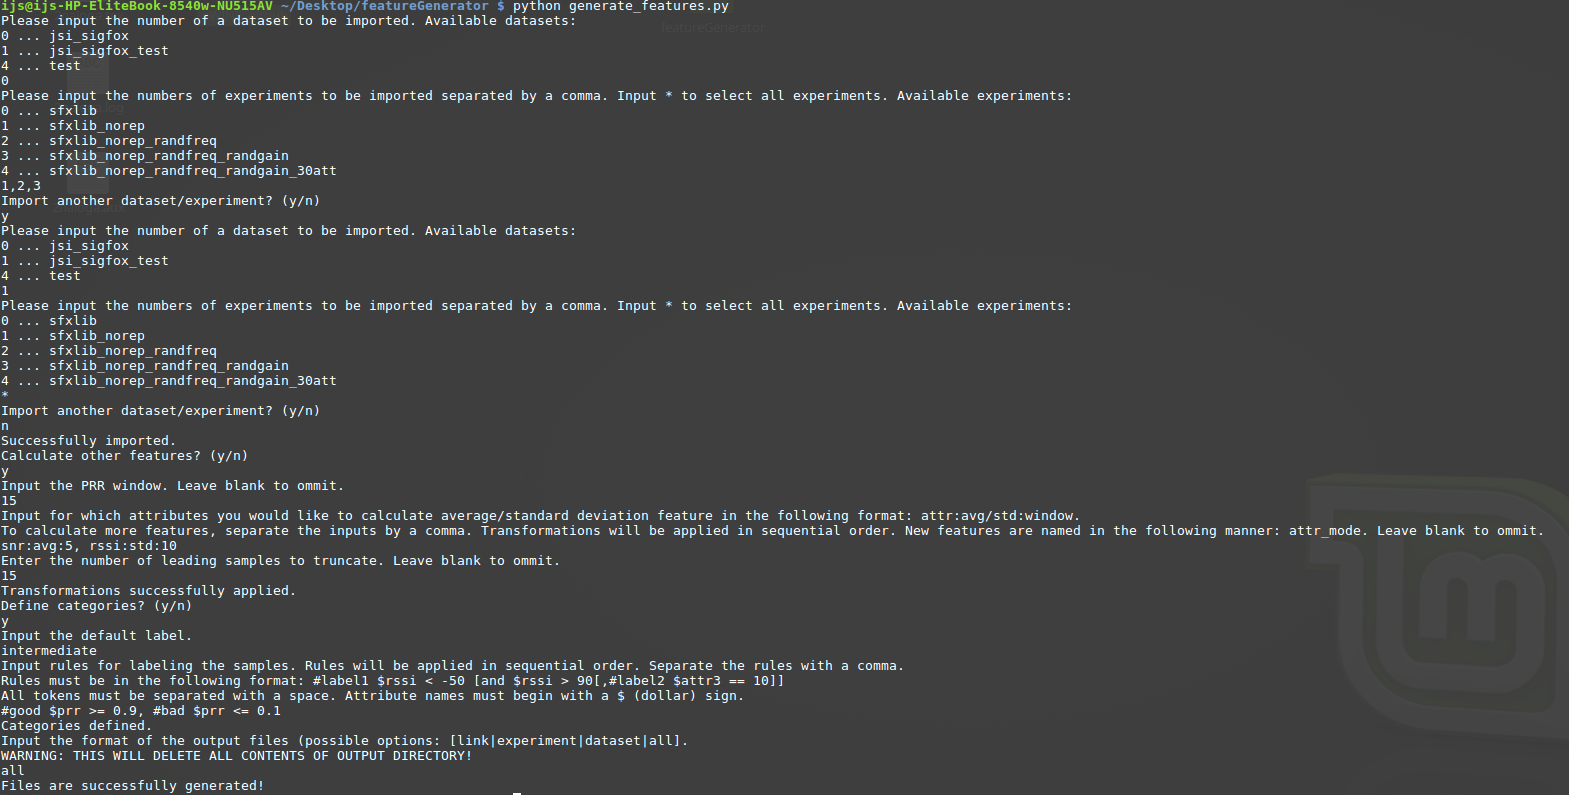 ijs@ijs-HP-EliteBook-8540w-NU515AV ~/Desktop/featureGenerator $ python generate_features.py
Please input the number of a dataset to be imported. Available datasets:
0 ... jsi_sigfox
1 ... jsi_sigfox_test
4 ... test
0
Please input the numbers of experiments to be imported separated by a comma. Input * to select all experiments. Available experiments:
0 ... sfxlib
1 ... sfxlib_norep
2 ... sfxlib_norep_randfreq
3 ... sfxlib_norep_randfreq_randgain
4 ... sfxlib_norep_randfreq_randgain_30att
1,2,3
Import another dataset/experiment? (y/n)
y
Please input the number of a dataset to be imported. Available datasets:
0 ... jsi_sigfox
1 ... jsi_sigfox_test
4 ... test
1
Please input the numbers of experiments to be imported separated by a comma. Input * to select all experiments. Available experiments:
0 ... sfxlib
1 ... sfxlib_norep
2 ... sfxlib_norep_randfreq
3 ... sfxlib_norep_randfreq_randgain
4 ... sfxlib_norep_randfreq_randgain_30att
*
Import another dataset/experiment? (y/n)
n
Successfully imported.
Calculate other features? (y/n)
y
Input the PRR window. Leave blank to ommit.
15
Input for which attributes you would like to calculate average/standard deviation feature in the following format: attr:avg/std:window.
To calculate more features, separate the inputs by a comma. Transformations will be applied in sequential order. New features are named in the following manner: attr_mode. Leave blank to ommit.
snr:avg:5, rssi:std:10
Enter the number of leading samples to truncate. Leave blank to ommit.
15
Transformations successfully applied.
Define categories? (y/n)
y
Input the default label.
intermediate
Input rules for labeling the samples. Rules will be applied in sequential order. Separate the rules with a comma.
Rules must be in the following format: #label1 $rssi < -50 [and $rssi > 90[,#label2 $attr3 == 10]]
All tokens must be separated with a space. Attribute names must begin with a $ (dollar) sign.
#good $prr >= 0.9, #bad $prr <= 0.1
Categories defined.
Input the format of the output files (possible options: [link|experiment|dataset|all].
WARNING: THIS WILL DELETE ALL CONTENTS OF OUTPUT DIRECTORY!
all
Files are successfully generated!
featureGenerator